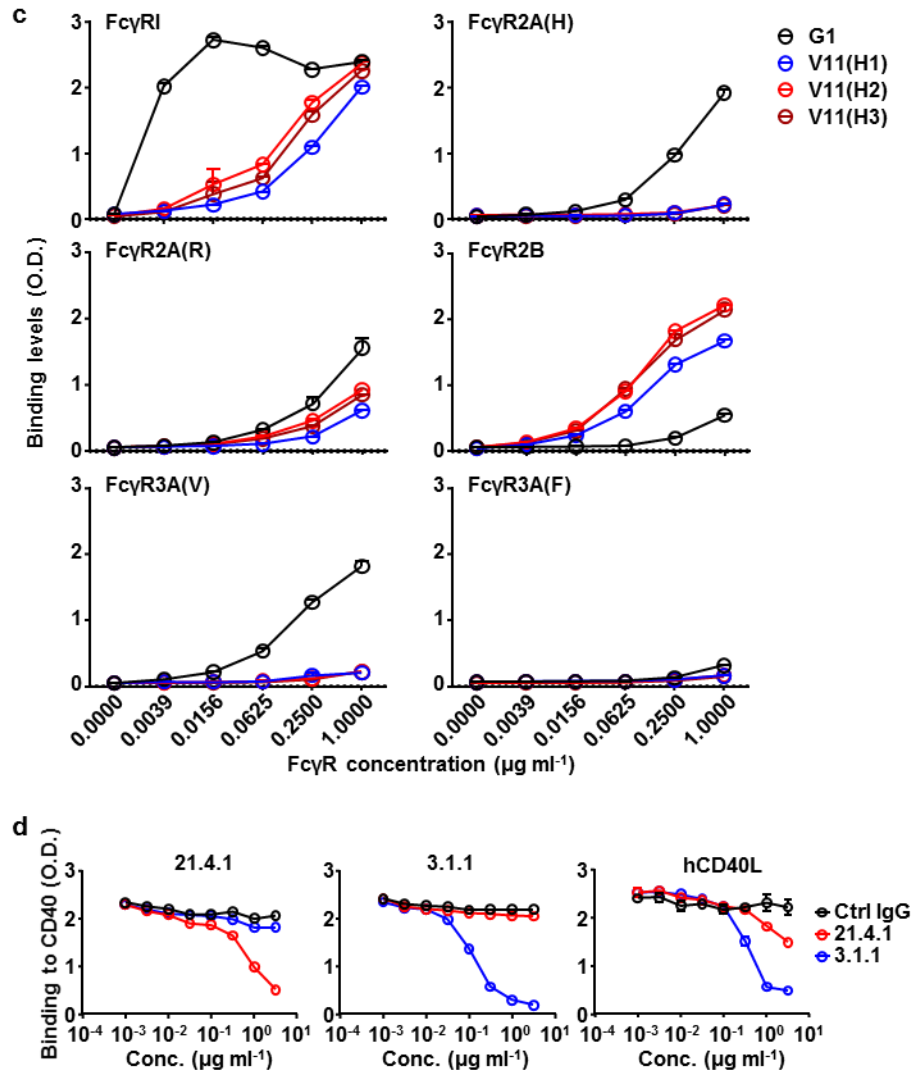 c
FcγRI
FcγR2A(H)
G1
V11(H1)
V11(H2)
V11(H3)
3
2
1
0
3
2
1
0
FcγR2A(R)
FcγR2B
3
2
1
0
3
2
1
0
FcγR3A(V)
FcγR3A(F)
3
2
1
0
3
2
1
0
Binding levels (O.D.)
0.0000
0.0039
0.0156
0.0625
0.2500
1.0000
0.0000
0.0039
0.0156
0.0625
0.2500
1.0000
FcγR concentration (μg ml⁻¹)
d
Binding to CD40 (O.D.)
21.4.1
3.1.1
hCD40L
3
2
1
0
3
2
1
0
3
2
1
0
Ctrl IgG
21.4.1
3.1.1
10⁻⁴ 10⁻³ 10⁻² 10⁻¹ 10⁰ 10¹
10⁻⁴ 10⁻³ 10⁻² 10⁻¹ 10⁰ 10¹
10⁻⁴ 10⁻³ 10⁻² 10⁻¹ 10⁰ 10¹
Conc. (μg ml⁻¹)
Conc. (μg ml⁻¹)
Conc. (μg ml⁻¹)